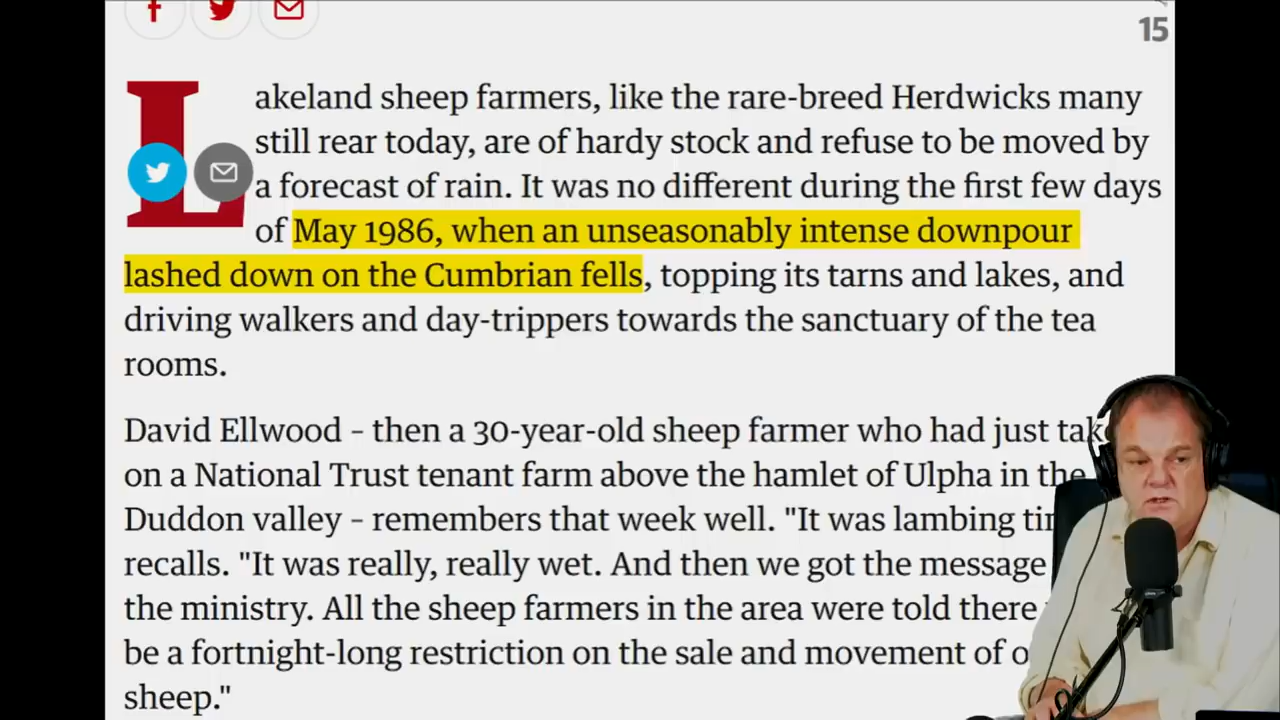 15
Lakeland sheep farmers, like the rare-breed Herdwicks many
still rear today, are of hardy stock and refuse to be moved by
a forecast of rain. It was no different during the first few days
of May 1986, when an unseasonably intense downpour
lashed down on the Cumbrian fells, topping its tarns and lakes, and
driving walkers and day-trippers towards the sanctuary of the tea
rooms.
David Ellwood – then a 30-year-old sheep farmer who had just
on a National Trust tenant farm above the hamlet of Ulpha in the
Duddon valley – remembers that week well. "It was lambing
recalls. "It was really, really wet. And then we got the message
the ministry. All the sheep farmers in the area were told there
be a fortnight-long restriction on the sale and movement of
sheep."